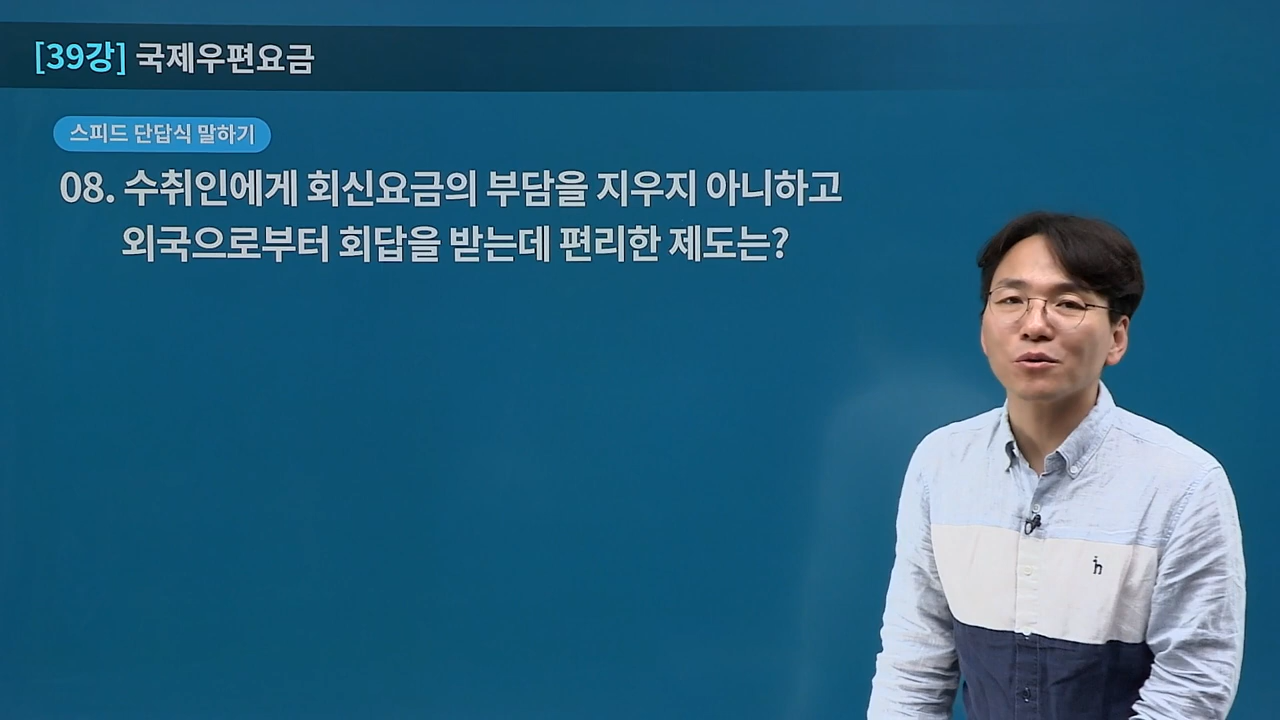 [39강] 국제우편요금
스피드 단답식 말하기
08. 수취인에게 회신요금의 부담을 지우지 아니하고
외국으로부터 회답을 받는데 편리한 제도는?